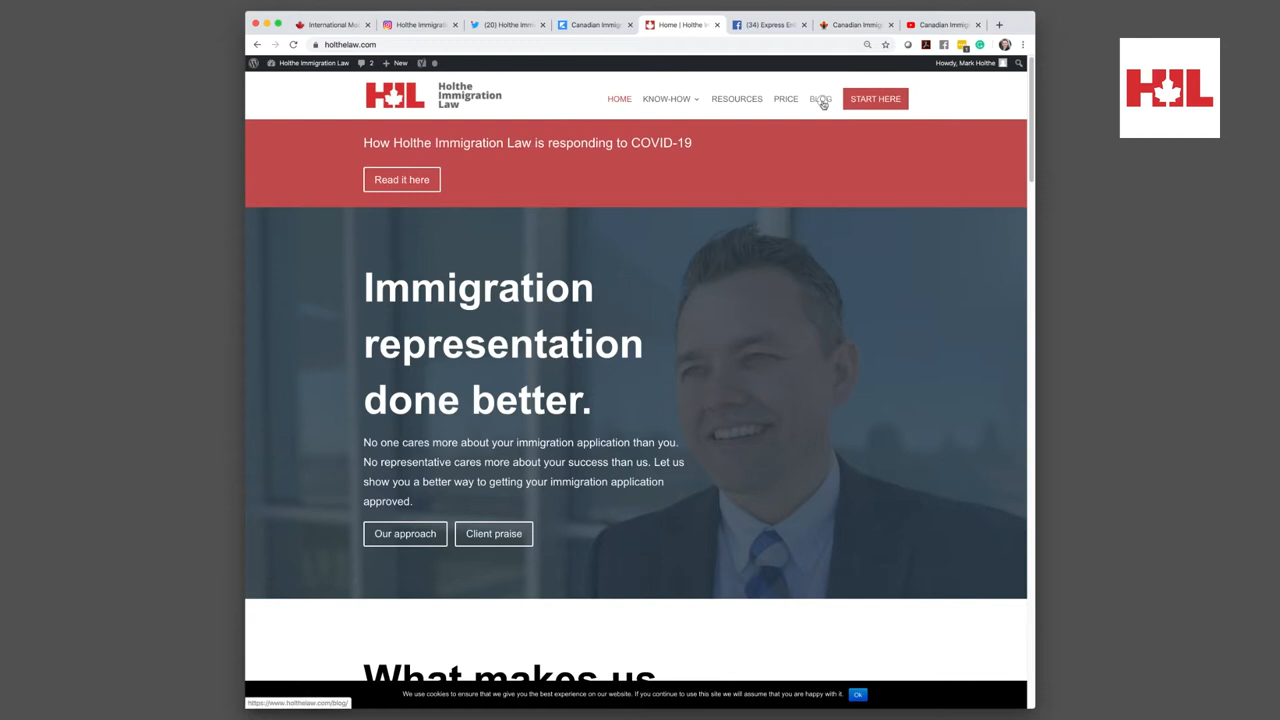 International Mo
Holthe Immigrati
(20) Holthe Imm
Canadian Immig
Home | Holthe I
(34) Express En
Canadian Immig
Canadian Immig
holthelaw.com
Holthe Immigration Law
2
New
Howdy, Mark Holthe
HL
Holthe
Immigration
Law
HOME
KNOW-HOW
RESOURCES
PRICE
BLOG
START HERE
HL
How Holthe Immigration Law is responding to COVID-19
Read it here
Immigration
representation
done better.
No one cares more about your immigration application than you.
No representative cares more about your success than us. Let us
show you a better way to getting your immigration application
approved.
Our approach
Client praise
What makes us
We use cookies to ensure that we give you the best experience on our website. If you continue to use this site we will assume that you are happy with it.
Ok
https://www.holthelaw.com/blog/